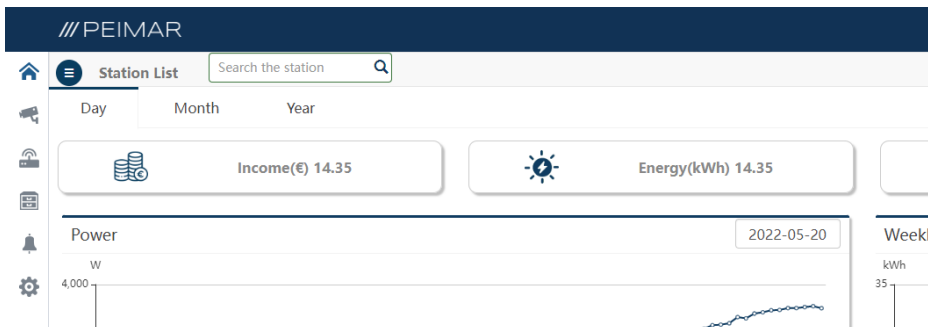 PEIMAR
Station List Search the station
Day Month Year
Income(€) 14.35 Energy(kWh) 14.35
Power 2022-05-20
W kWh
4,000 35